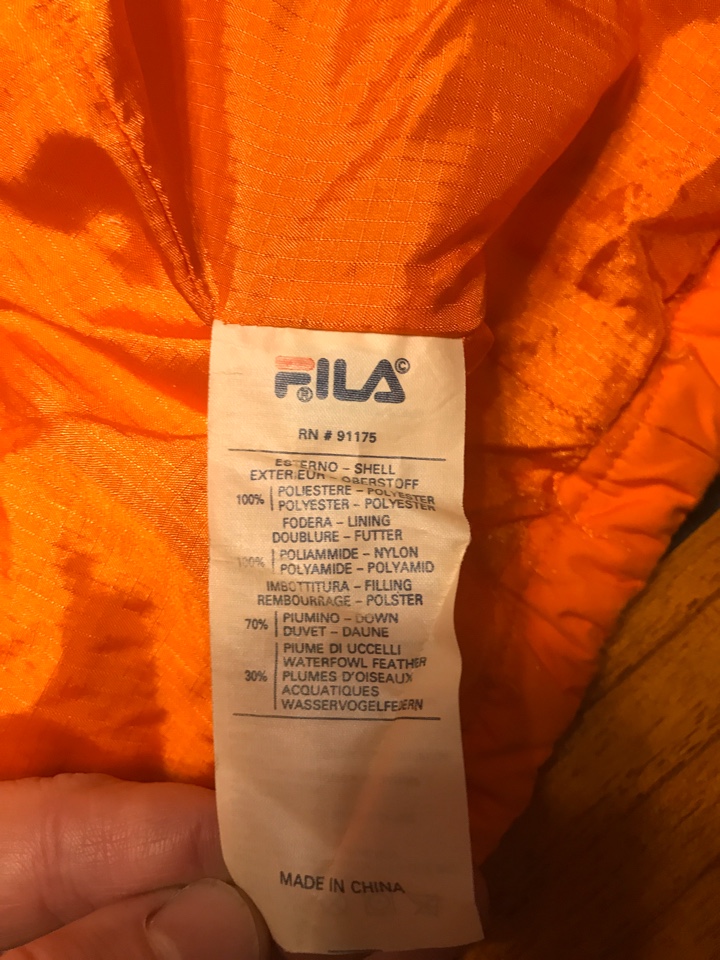 FILA©
®
RN # 91175
ESTERNO - SHELL
EXTERIEUR - OBERSTOFF
100% POLIESTERE - POLYESTER
POLYESTER - POLYESTER
FODERA - LINING
DOUBLURE - FUTTER
100% POLIAMMIDE - NYLON
POLYAMIDE - POLYAMID
IMBOTTITURA - FILLING
REMBOURRAGE - POLSTER
70% PIUMINO - DOWN
DUVET - DAUNE
PIUME DI UCCELLI
WATERFOWL FEATHER
30% PLUMES D'OISEAUX
ACQUATIQUES
WASSERVOGELFEJERN
MADE IN CHINA